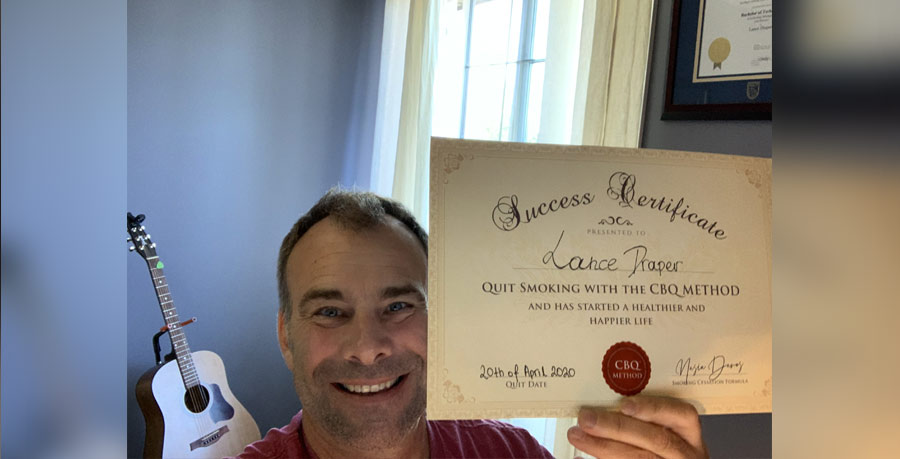 Success Certificate
PRESENTED TO
Lance Draper
QUIT SMOKING WITH THE CBQ METHOD
AND HAS STARTED A HEALTHIER AND
HAPPIER LIFE
20th of April 2020
QUIT DATE
CBQ
METHOD
SMOKING CESSATION FORMULA